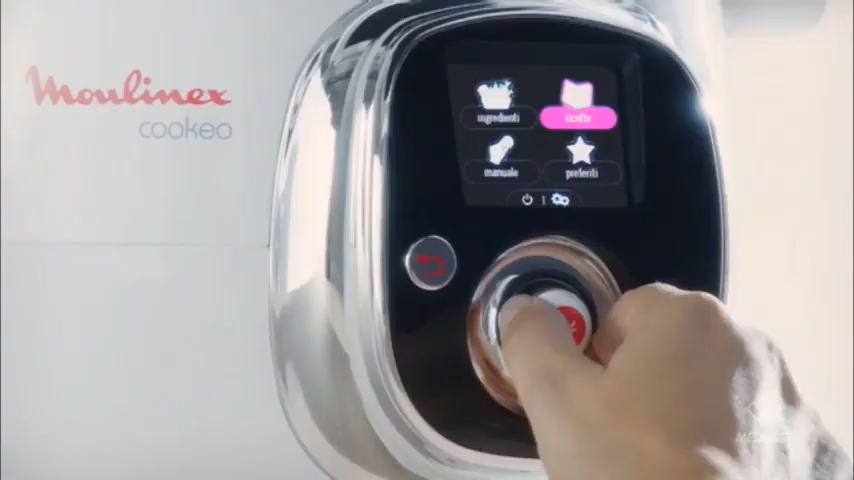 Moulinex
cookeo
ingredienti
ricette
manuale
preferiti